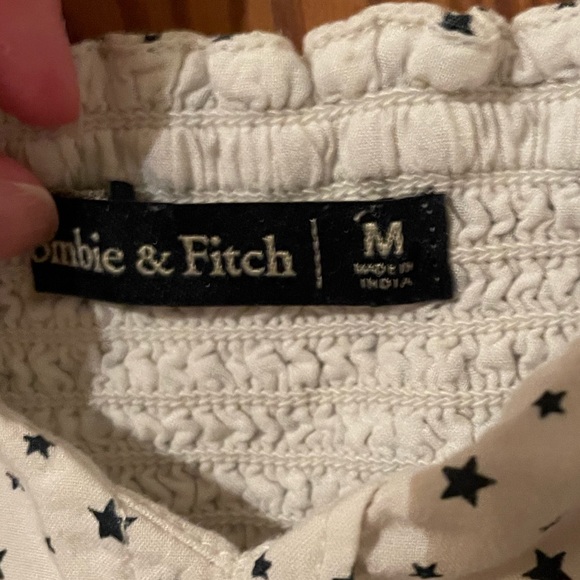 ombie & Fitch
M
MADE IN
INDIA